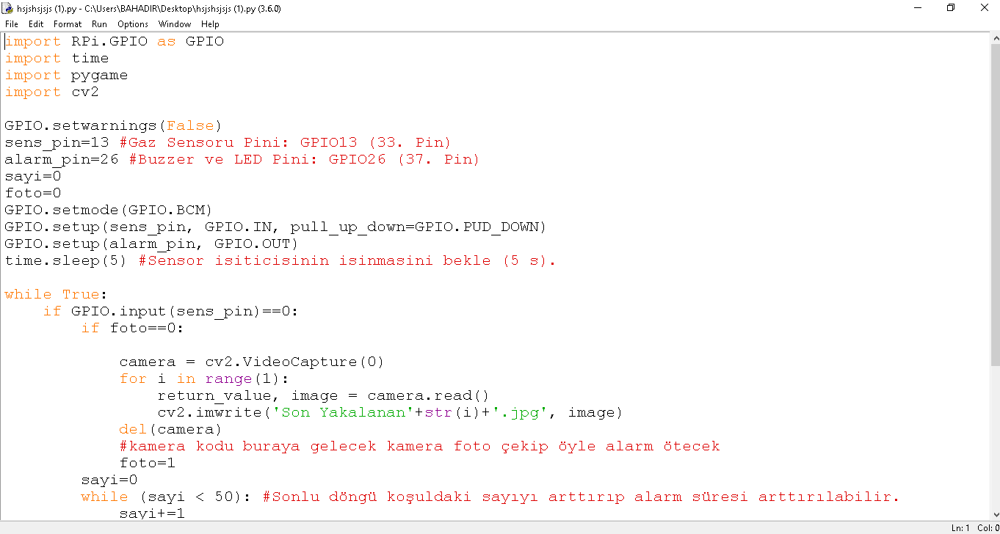 hsjshsjsjs (1).py - C:\Users\BAHADIR\Desktop\hsjshsjsjs (1).py (3.6.0)
File Edit Format Run Options Window Help
import RPi.GPIO as GPIO
import time
import pygame
import cv2
GPIO.setwarnings(False)
sens_pin=13 #Gaz Sensoru Pini: GPIO13 (33. Pin)
alarm_pin=26 #Buzzer ve LED Pini: GPIO26 (37. Pin)
sayi=0
foto=0
GPIO.setmode(GPIO.BCM)
GPIO.setup(sens_pin, GPIO.IN, pull_up_down=GPIO.PUD_DOWN)
GPIO.setup(alarm_pin, GPIO.OUT)
time.sleep(5) #Sensor isiticisinin isinmasini bekle (5 s).
while True:
    if GPIO.input(sens_pin)==0:
        if foto==0:
            camera = cv2.VideoCapture(0)
            for i in range(1):
                return_value, image = camera.read()
                cv2.imwrite('Son Yakalanan'+str(i)+'.jpg', image)
            del(camera)
            #kamera kodu buraya gelecek kamera foto çekip öyle alarm ötecek
            foto=1
        sayi=0
        while (sayi < 50): #Sonlu döngü koşuldaki sayıyı arttırıp alarm süresi arttırılabilir.
            sayi+=1
Ln: 1 Col: 0